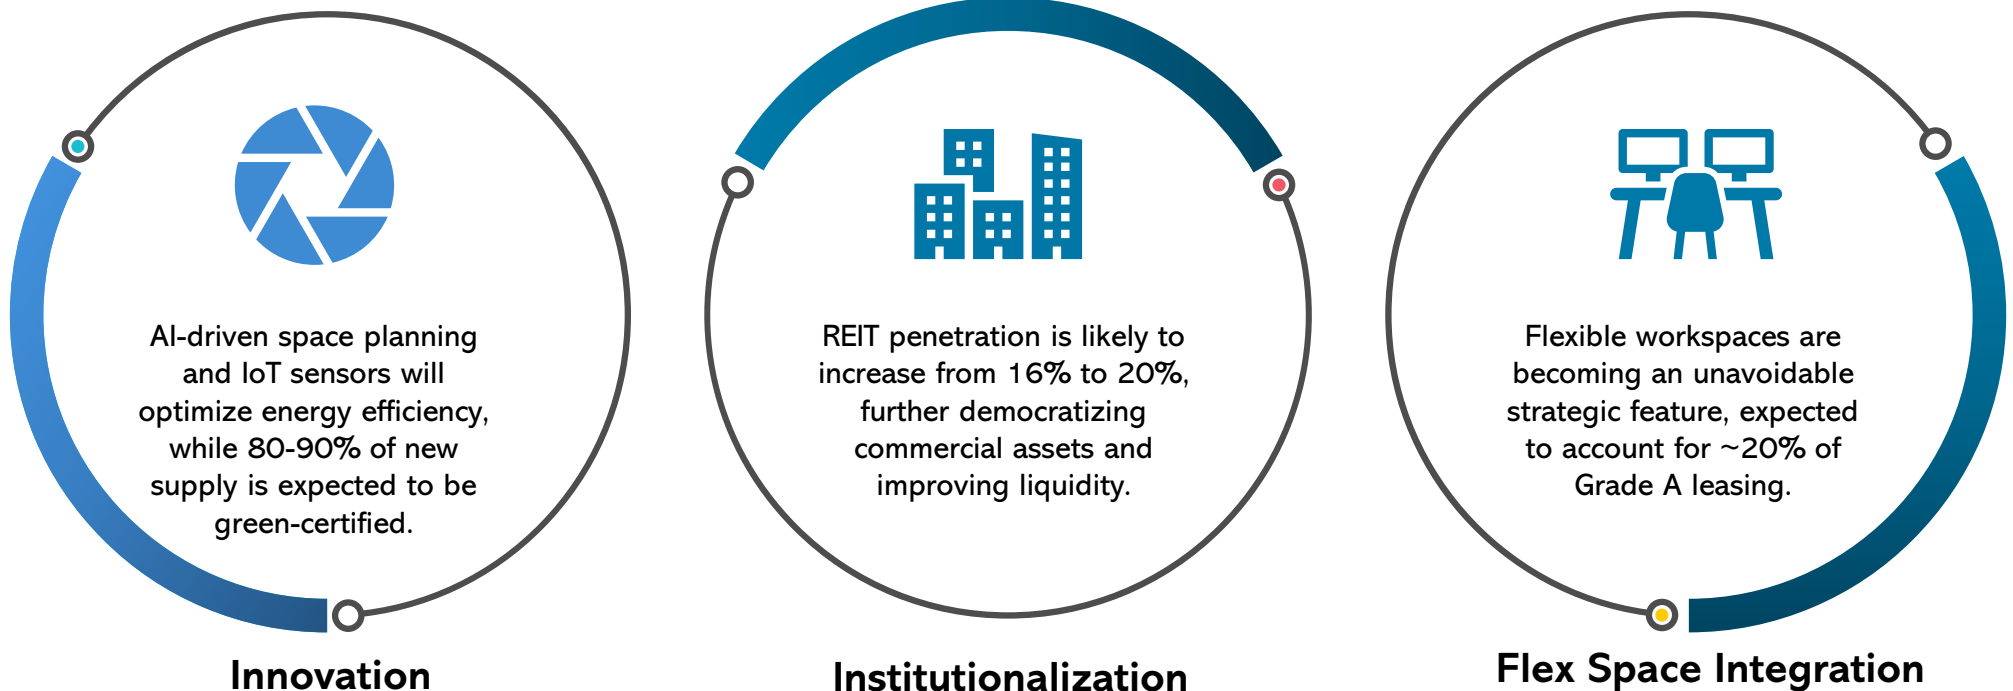 AI-driven space planning
and IoT sensors will
optimize energy efficiency,
while 80-90% of new
supply is expected to be
green-certified.
Innovation
REIT penetration is likely to
increase from 16% to 20%,
further democratizing
commercial assets and
improving liquidity.
Institutionalization
Flexible workspaces are
becoming an unavoidable
strategic feature, expected
to account for ~20% of
Grade A leasing.
Flex Space Integration